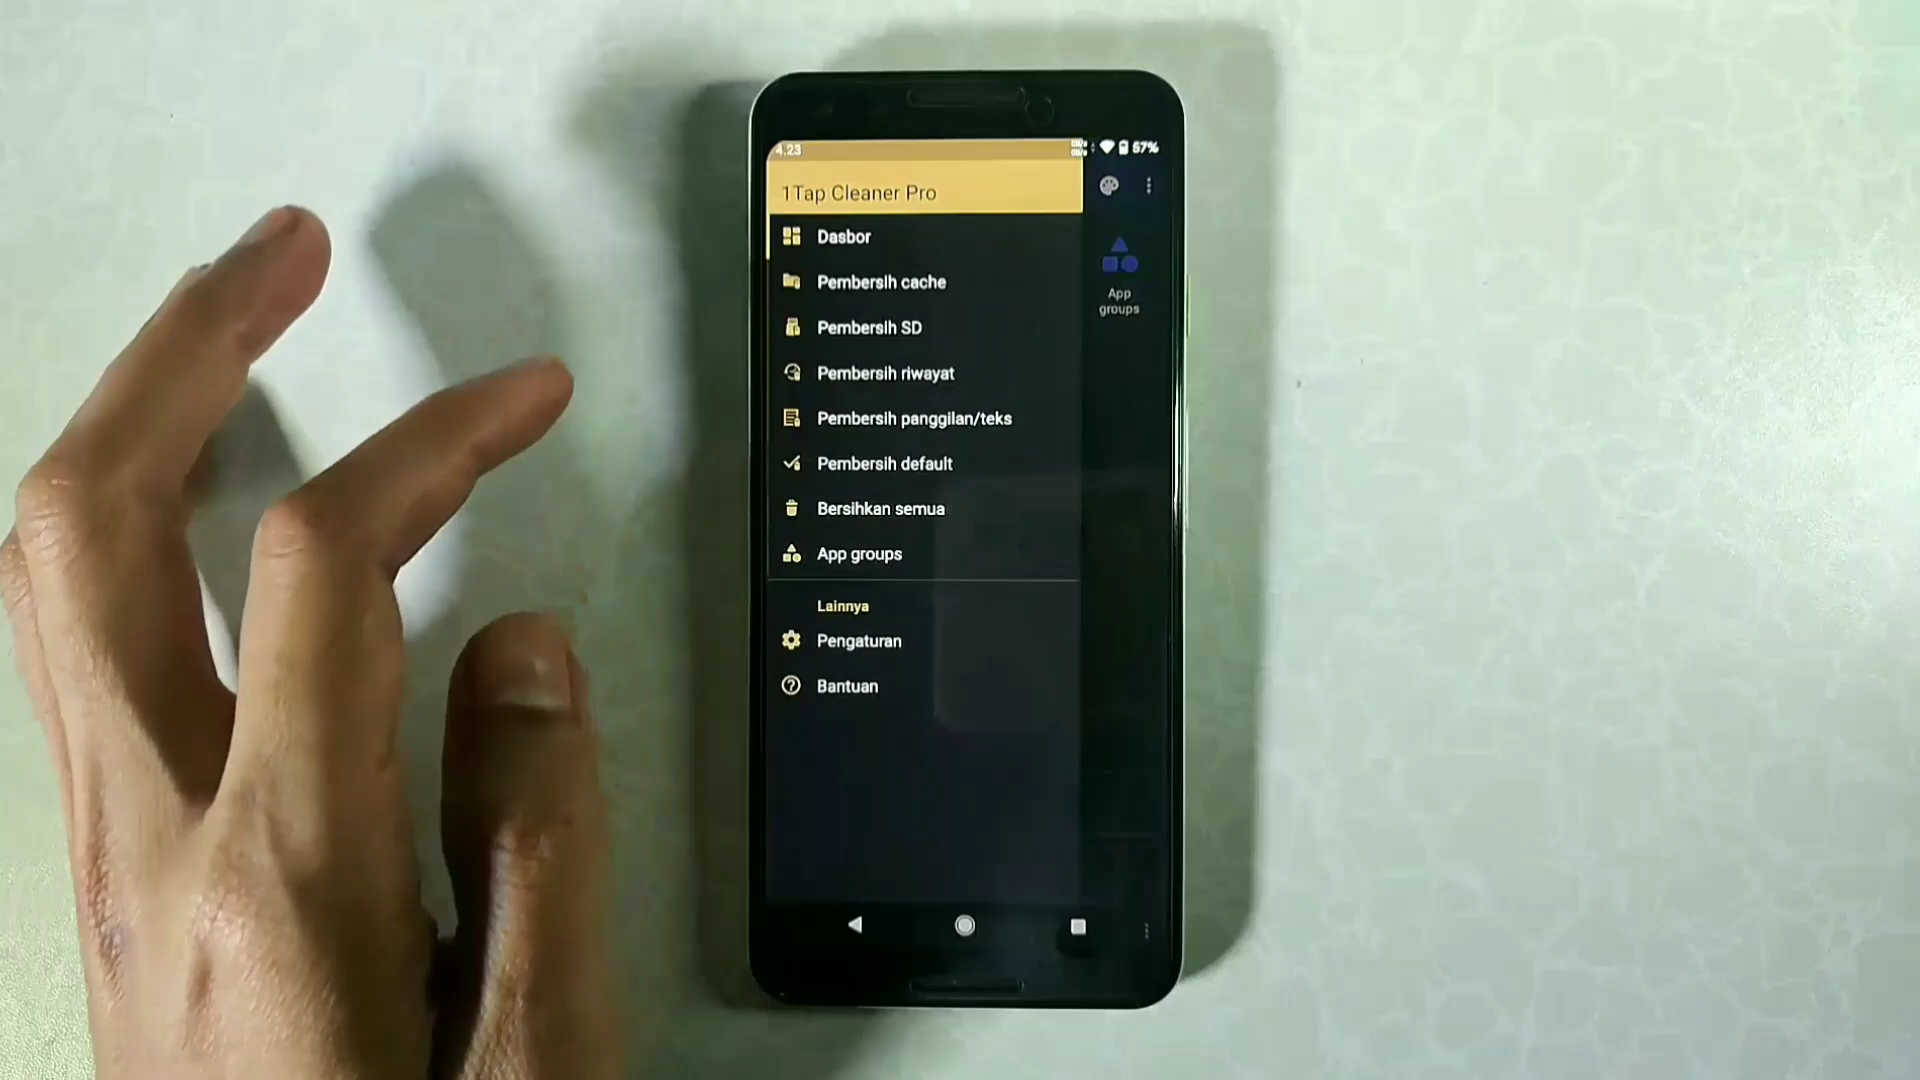 4.23
57%
1Tap Cleaner Pro
Dasbor
Pembersih cache
Pembersih SD
Pembersih riwayat
Pembersih panggilan/teks
Pembersih default
Bersihkan semua
App groups
Lainnya
Pengaturan
Bantuan
App
groups